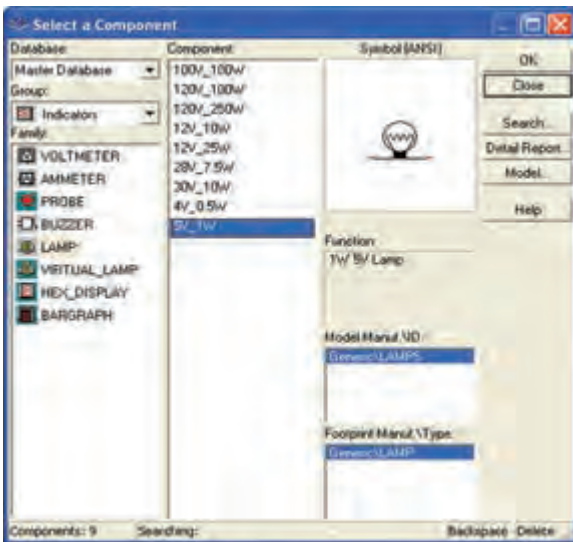 Select a Component
Database:
Master Database
Group:
Indicators
Family:
VOLTMETER
AMMETER
PROBE
BUZZER
LAMP
VIRTUAL_LAMP
HEX_DISPLAY
BARGRAPH
Component:
100V_100W
120V_100W
120V_250W
12V_10W
12V_25W
28V_7.5W
30V_10W
4V_0.5W
5V_1W
Symbol (ANSI)
Function:
1W 5V Lamp
Model Manuf.\ID:
Generic\LAMPS
Footprint Manuf.\Type:
Generic\LAMP
OK
Close
Search...
Detail Report...
Model...
Help
Components: 9 Searching: Backspace Delete